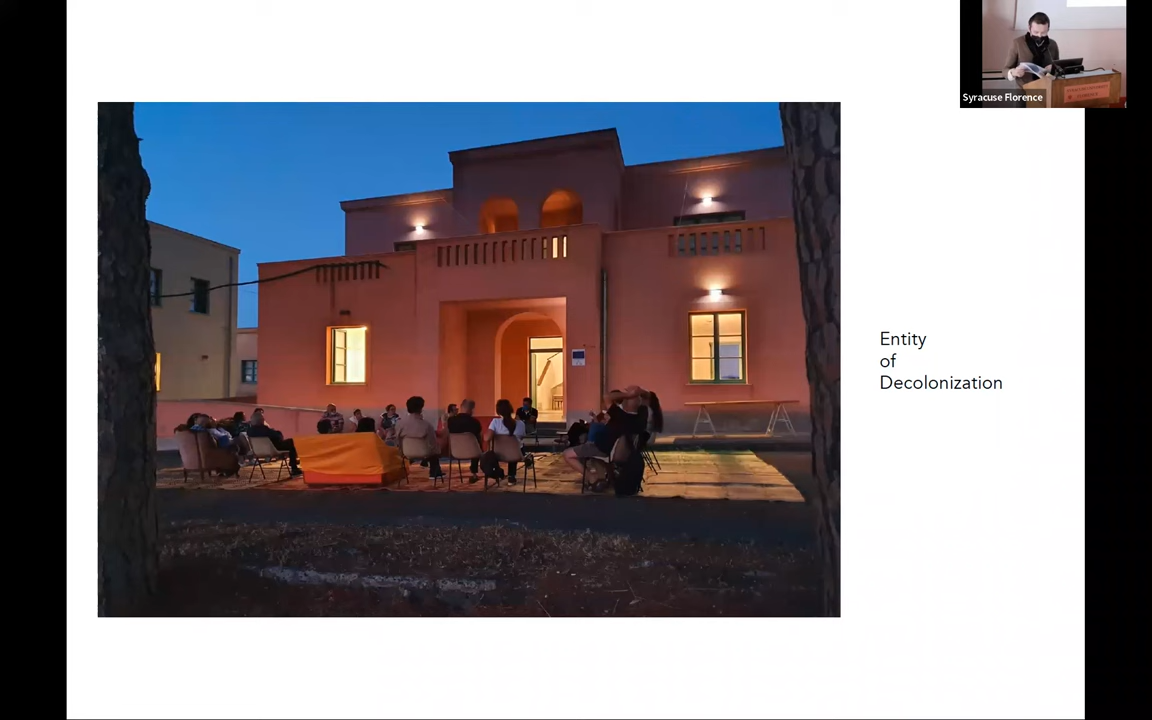 Syracuse Florence
Entity
of
Decolonization